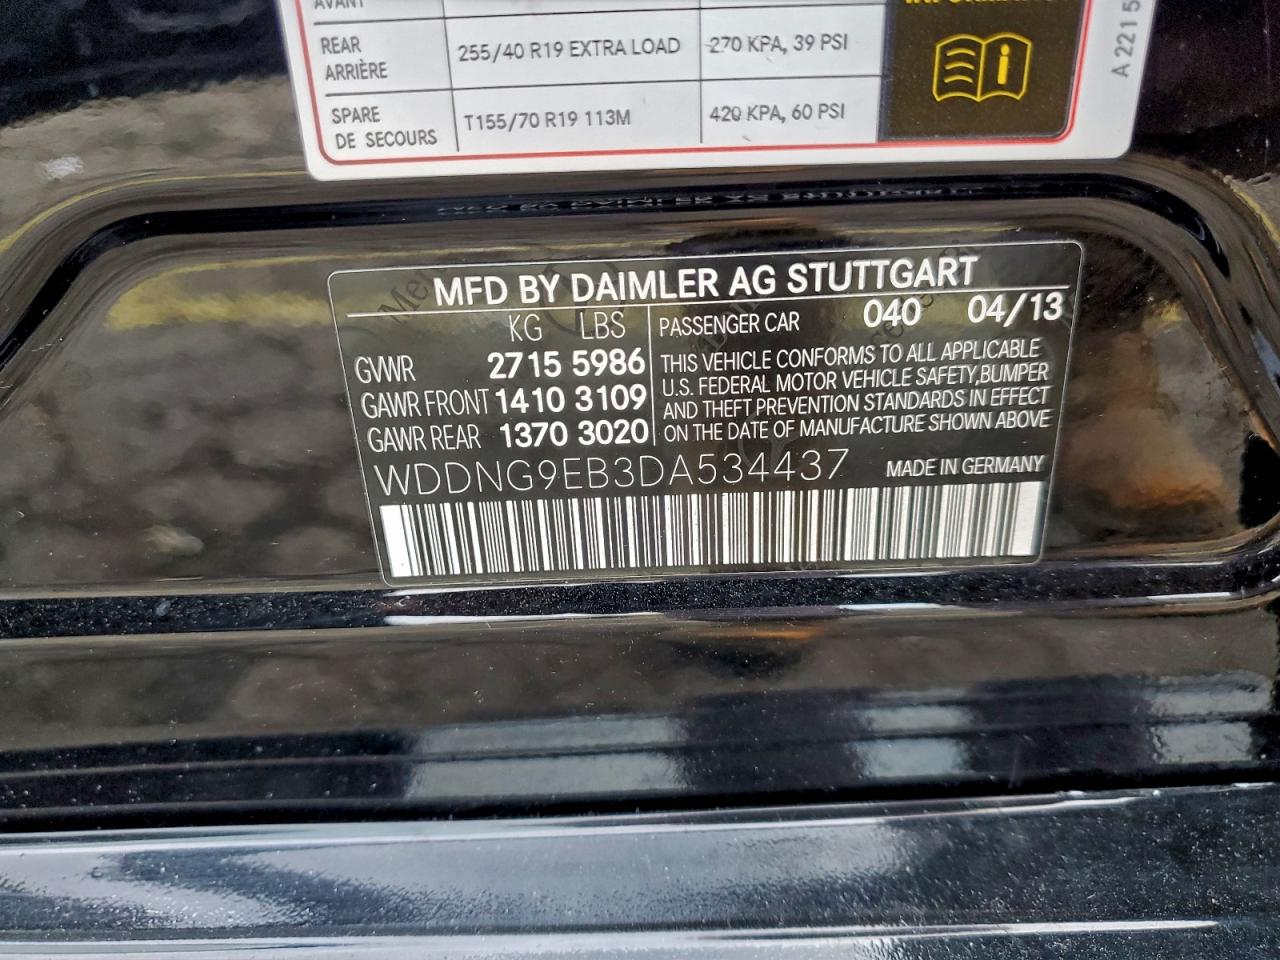 AVANT
REAR
ARRIÈRE
255/40 R19 EXTRA LOAD
270 KPA, 39 PSI
SPARE
DE SECOURS
T155/70 R19 113M
420 KPA, 60 PSI
A 2215
MFD BY DAIMLER AG STUTTGART
KG LBS
PASSENGER CAR 040 04/13
GVWR 2715 5986
GAWR FRONT 1410 3109
GAWR REAR 1370 3020
THIS VEHICLE CONFORMS TO ALL APPLICABLE
U.S. FEDERAL MOTOR VEHICLE SAFETY,BUMPER
AND THEFT PREVENTION STANDARDS IN EFFECT
ON THE DATE OF MANUFACTURE SHOWN ABOVE
WDDNG9EB3DA534437 MADE IN GERMANY